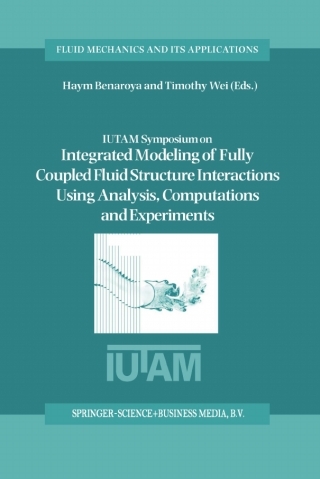 FLUID MECHANICS AND ITS APPLICATIONS
Haym Benaroya and Timothy Wei (Eds.)
IUTAM Symposium on
Integrated Modeling of Fully
Coupled Fluid Structure Interactions
Using Analysis, Computations
and Experiments
IUTAM
SPRINGER-SCIENCE+BUSINESS MEDIA, B.V.